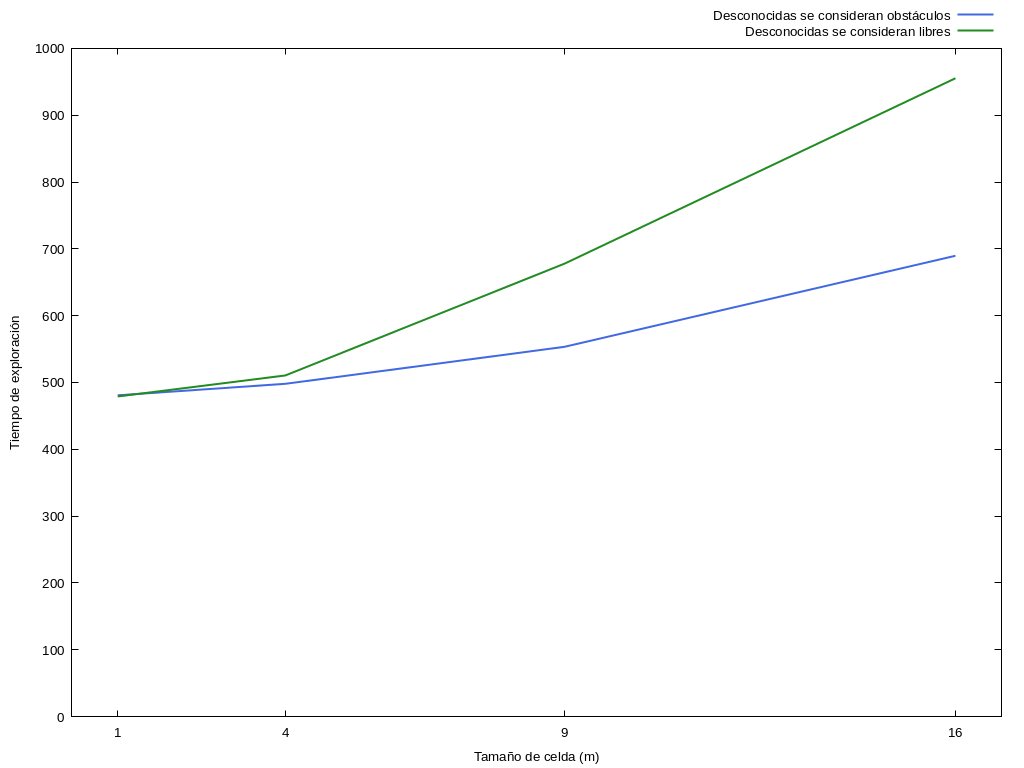 Desconocidas se consideran obstáculos
Desconocidas se consideran libres
1000
900
800
700
600
500
400
300
200
100
0
Tiempo de exploración
1 4 9 16
Tamaño de celda (m)